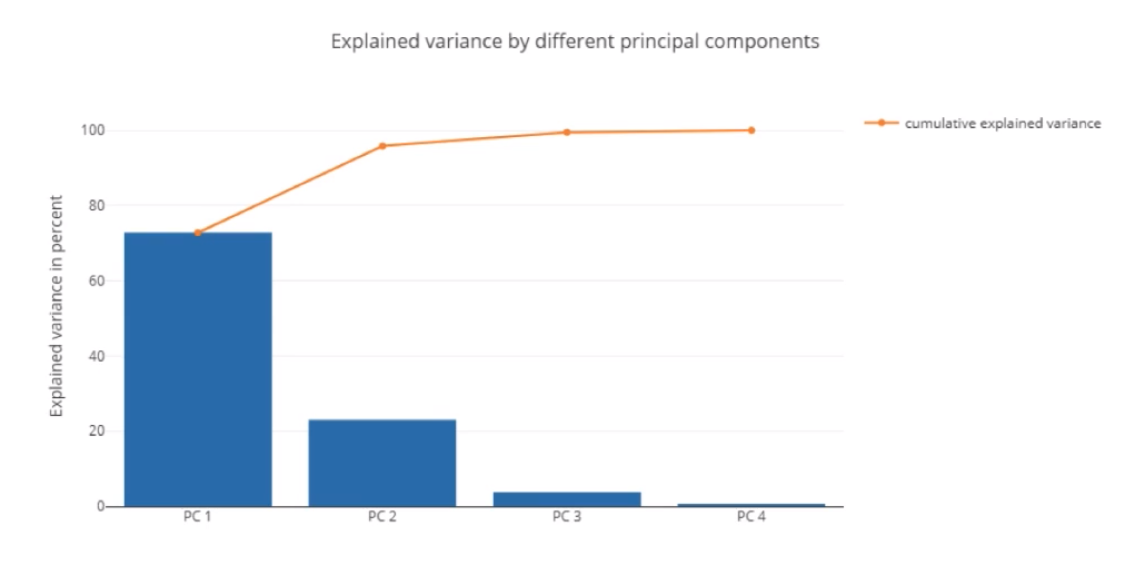 Explained variance by different principal components
cumulative explained variance
Explained variance in percent
100
80
60
40
20
0
PC 1
PC 2
PC 3
PC 4